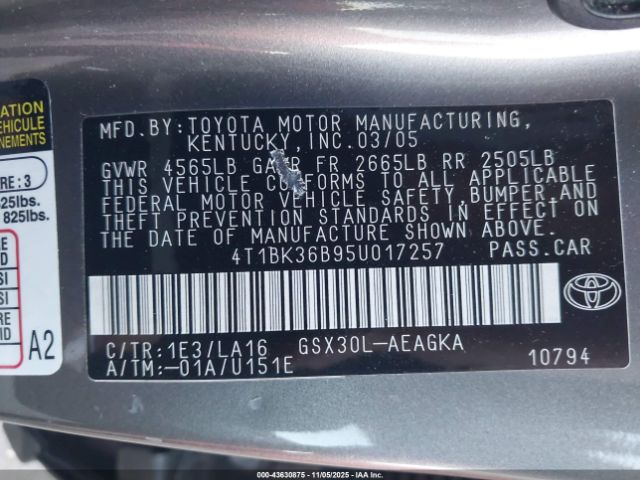 ATION
VEHICULE
NEMENTS
RE : 3
825lbs.
A2
MFD.BY: TOYOTA MOTOR MANUFACTURING,
KENTUCKY, INC. 03/05
GVWR 4565LB GAWR FR 2665LB RR 2505LB
THIS VEHICLE CONFORMS TO ALL APPLICABLE
FEDERAL MOTOR VEHICLE SAFETY, BUMPER, AND
THEFT PREVENTION STANDARDS IN EFFECT ON
THE DATE OF MANUFACTURE SHOWN ABOVE.
4T1BK36B95U017257 PASS.CAR
TOYOTA
C/TR:1E3/LA16 GSX30L-AEAGKA
A/TM:-01A/U151E 10794
000-43630875 11/05/2025 IAAI.COM